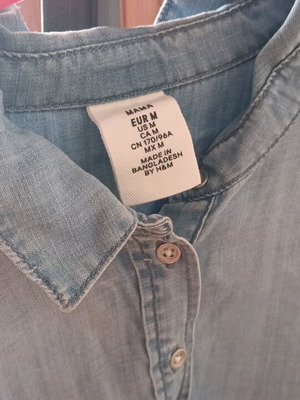 MAMA
EUR M
US M
CA M
CN 170/96A
MX M
MADE IN
BANGLADESH
BY H&M